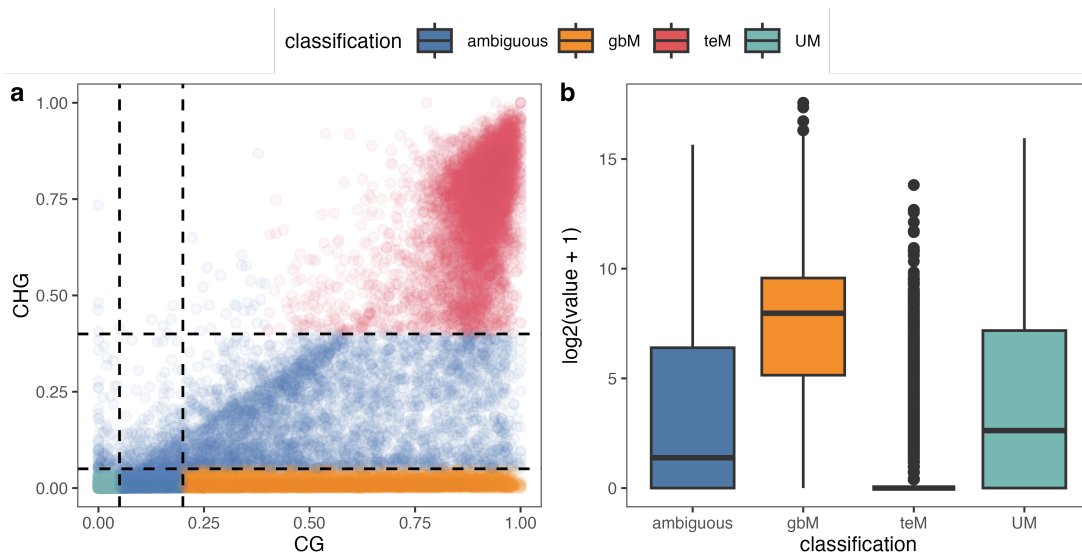 classification ambiguous gbM teM UM
a
b
1.00
0.75
0.50
0.25
0.00
CHG
0.00 0.25 0.50 0.75 1.00
CG
15
10
5
0
log2(value + 1)
ambiguous gbM teM UM
classification